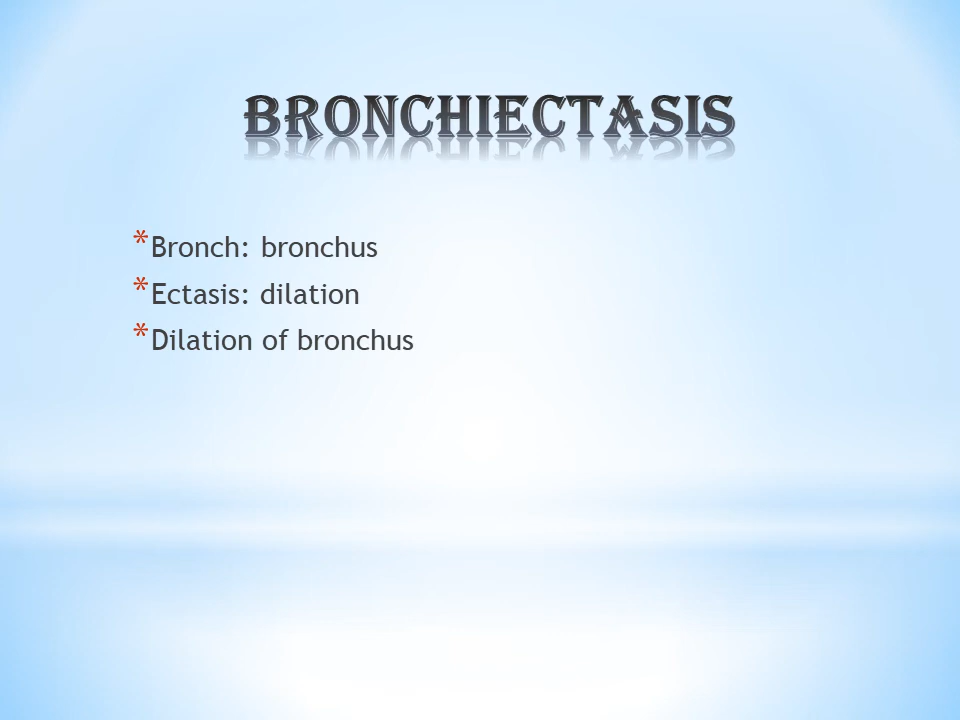 BRONCHIECTASIS
* Bronch: bronchus
* Ectasis: dilation
* Dilation of bronchus